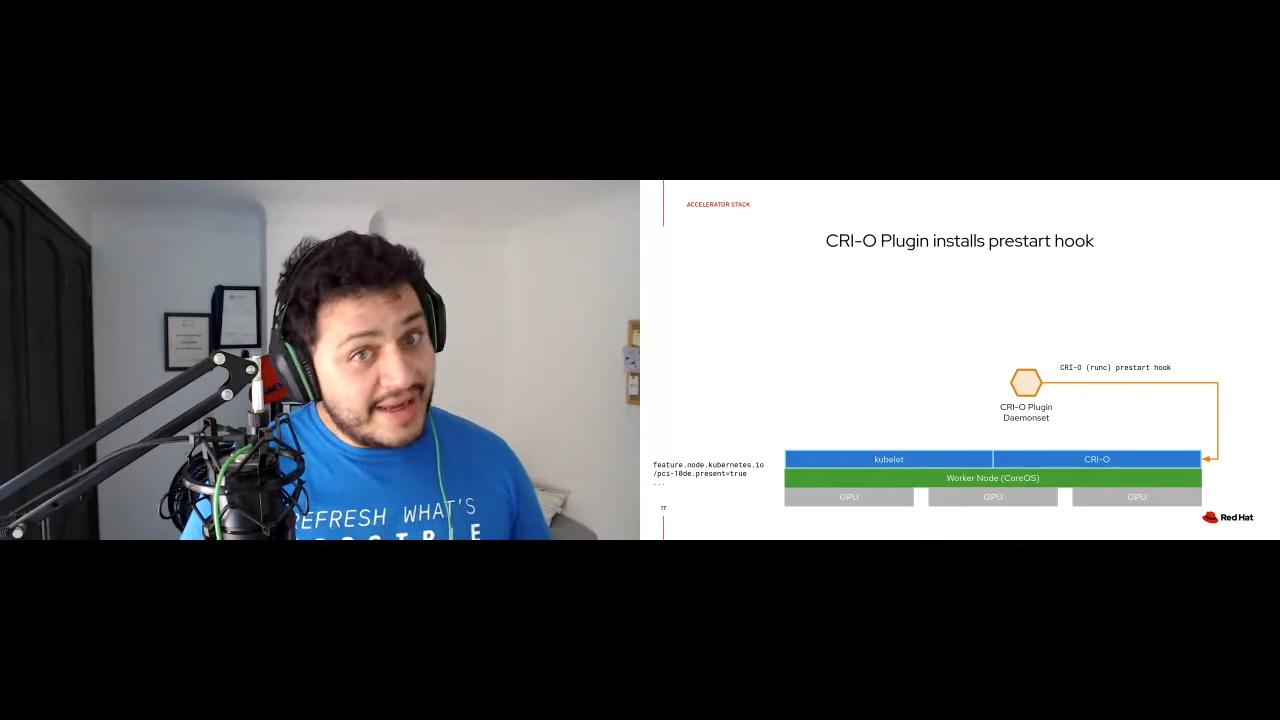 REFRESH WHAT'S
ACCELERATOR STACK
CRI-O Plugin installs prestart hook
CRI-O (runc) prestart hook
CRI-O Plugin
Daemonset
feature.node.kubernetes.io
/pci-10de.present=true
...
kubelet
CRI-O
Worker Node (CoreOS)
GPU
GPU
GPU
17
Red Hat